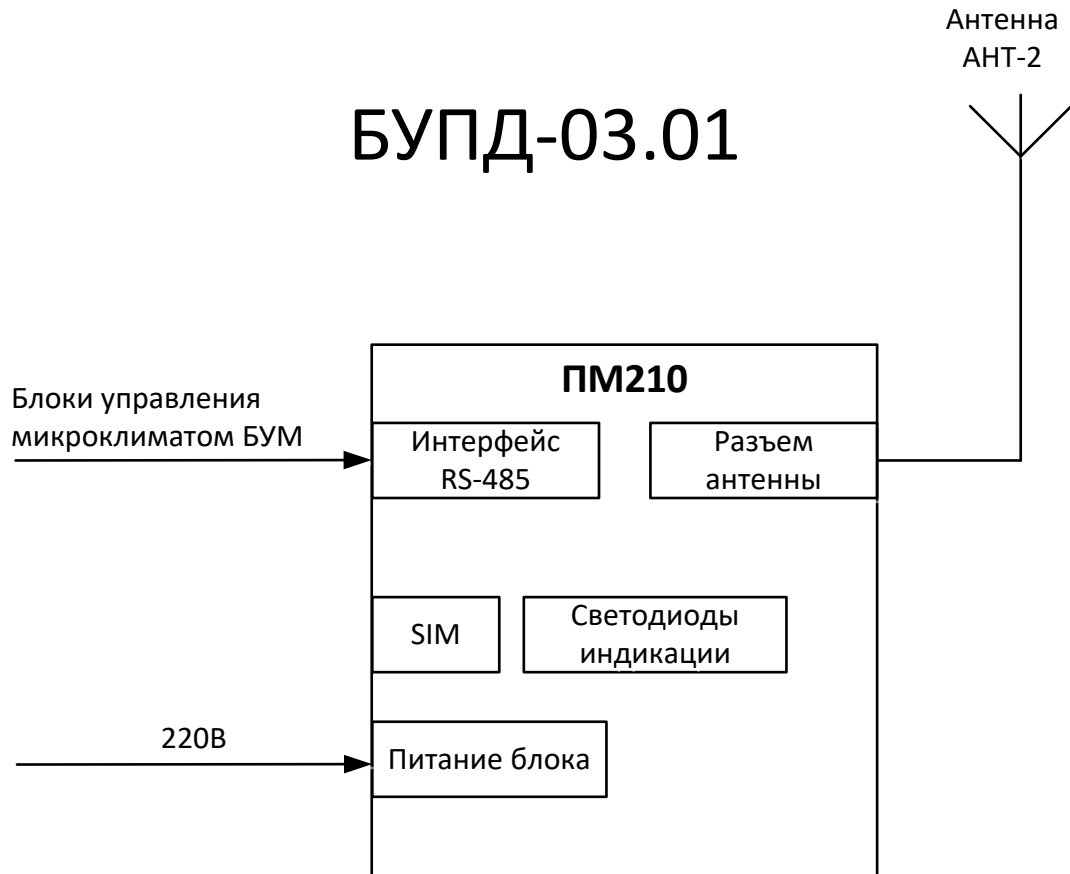 Антенна
АНТ-2
БУПД-03.01
ПМ210
Блоки управления
микроклиматом БУМ
Интерфейс
RS-485
Разъем
антенны
SIM
Светодиоды
индикации
220В
Питание блока